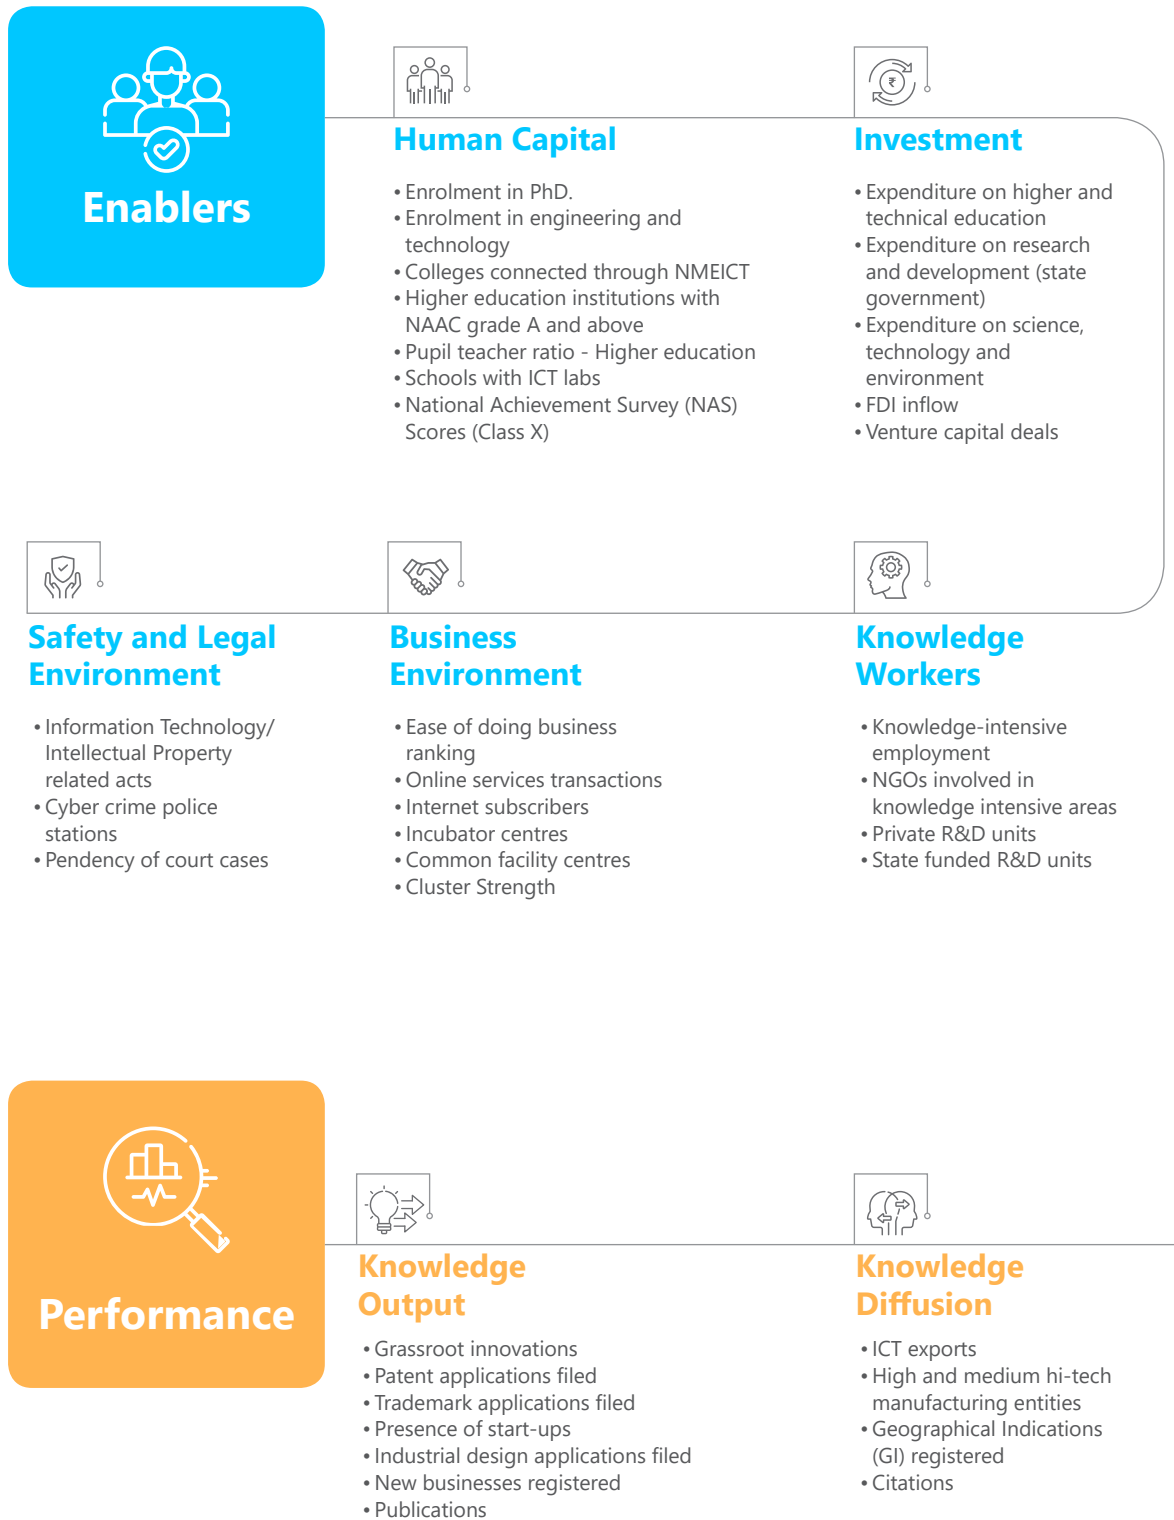 Enablers
Human Capital
• Enrolment in PhD.
• Enrolment in engineering and
technology
• Colleges connected through NMEICT
• Higher education institutions with
NAAC grade A and above
• Pupil teacher ratio - Higher education
• Schools with ICT labs
• National Achievement Survey (NAS)
Scores (Class X)
₹
Investment
• Expenditure on higher and
technical education
• Expenditure on research
and development (state
government)
• Expenditure on science,
technology and
environment
• FDI inflow
• Venture capital deals
Safety and Legal
Environment
• Information Technology/
Intellectual Property
related acts
• Cyber crime police
stations
• Pendency of court cases
Business
Environment
• Ease of doing business
ranking
• Online services transactions
• Internet subscribers
• Incubator centres
• Common facility centres
• Cluster Strength
Knowledge
Workers
• Knowledge-intensive
employment
• NGOs involved in
knowledge intensive areas
• Private R&D units
• State funded R&D units
Performance
Knowledge
Output
• Grassroot innovations
• Patent applications filed
• Trademark applications filed
• Presence of start-ups
• Industrial design applications filed
• New businesses registered
• Publications
Knowledge
Diffusion
• ICT exports
• High and medium hi-tech
manufacturing entities
• Geographical Indications
(GI) registered
• Citations